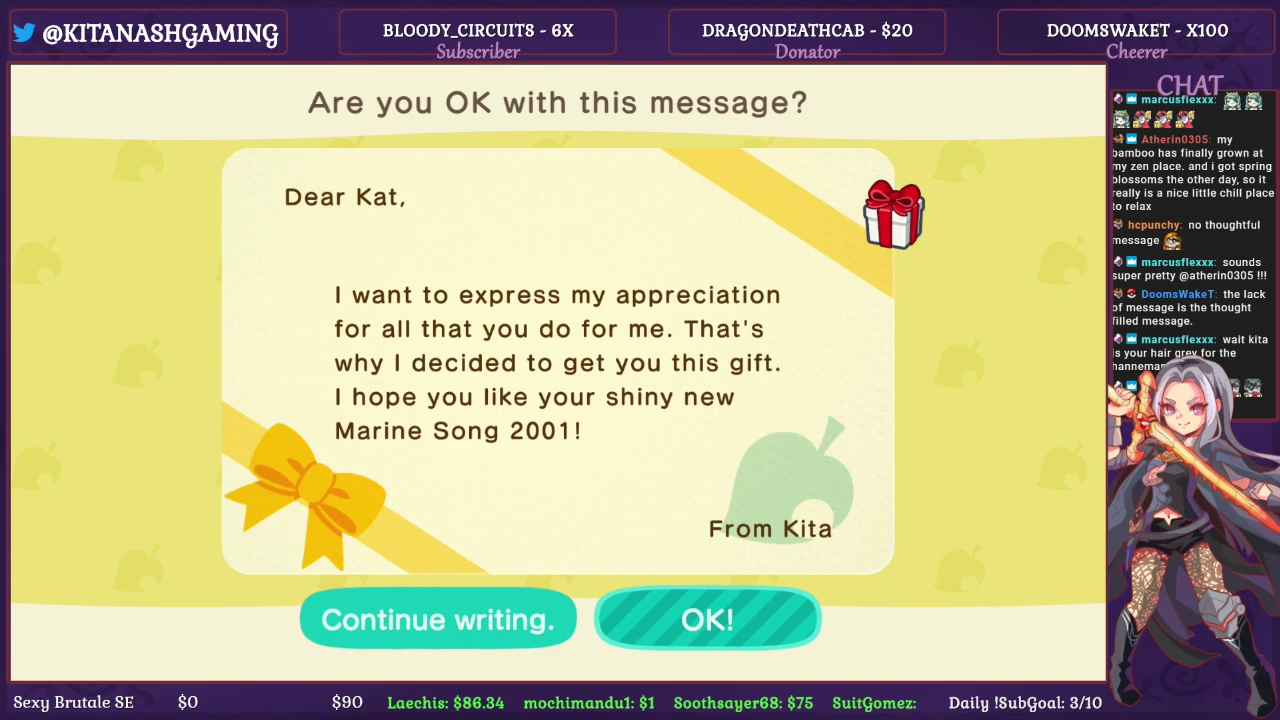 @KITANASHGAMING
BLOODY_CIRCUITS - 6X
Subscriber
DRAGONDEATHCAB - $20
Donator
DOOMSWAKET - X100
Cheerer
Are you OK with this message?
Dear Kat,
I want to express my appreciation
for all that you do for me. That's
why I decided to get you this gift.
I hope you like your shiny new
Marine Song 2001!
From Kita
Continue writing.
OK!
CHAT
marcusflexxx:
Atherin0305: my
bamboo has finally grown at
my zen place. and i got spring
blossoms the other day, so it
really is a nice little chill place
to relax
hcpunchy: no thoughtful
message
marcusflexxx: sounds
super pretty @atherin0305 !!!
DoomsWakeT: the lack
of message is the thought
filled message.
marcusflexxx: wait kita
is your hair grey for the
Sexy Brutale SE
$0
$90
Laechis: $86.34
mochimandu1: $1
Soothsayer68: $75
SuitGomez:
Daily !SubGoal: 3/10